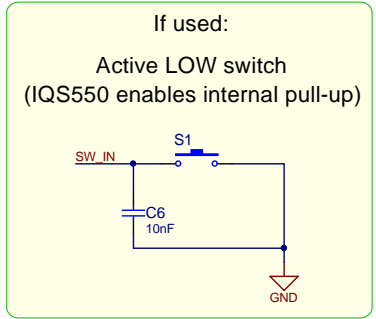 If used:
Active LOW switch
(IQS550 enables internal pull-up)
S1
SW_IN
C6
10nF
GND